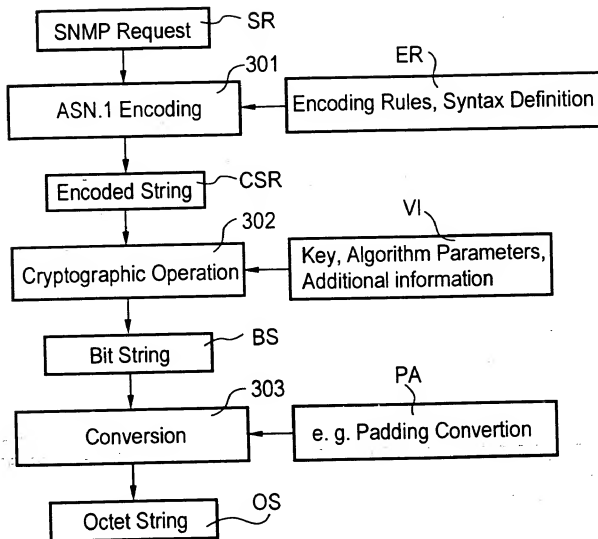 SNMP Request
SR
301
ER
ASN.1 Encoding
Encoding Rules, Syntax Definition
Encoded String
CSR
302
VI
Cryptographic Operation
Key, Algorithm Parameters,
Additional information
Bit String
BS
303
PA
Conversion
e. g. Padding Convertion
Octet String
OS